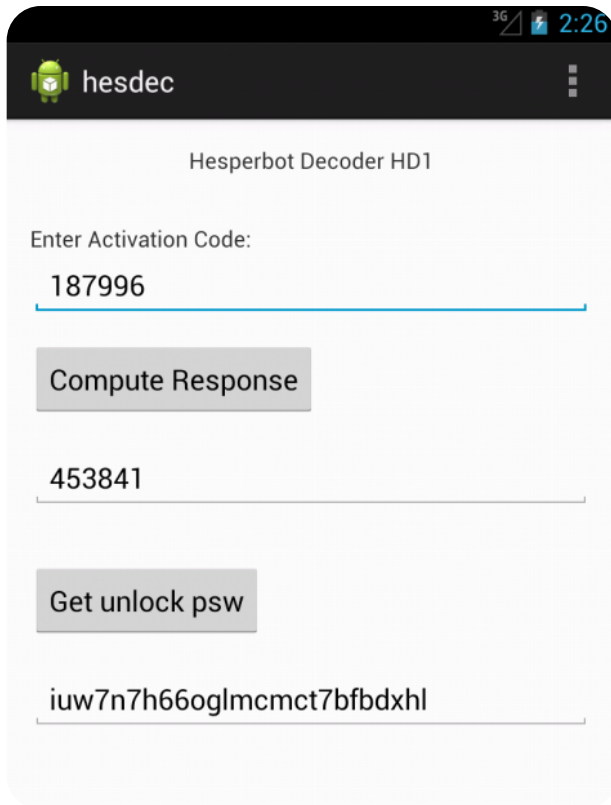 3G 2:26
hesdec
Hesperbot Decoder HD1
Enter Activation Code:
187996
Compute Response
453841
Get unlock psw
iuw7n7h66oglmcmct7bfbdxhl